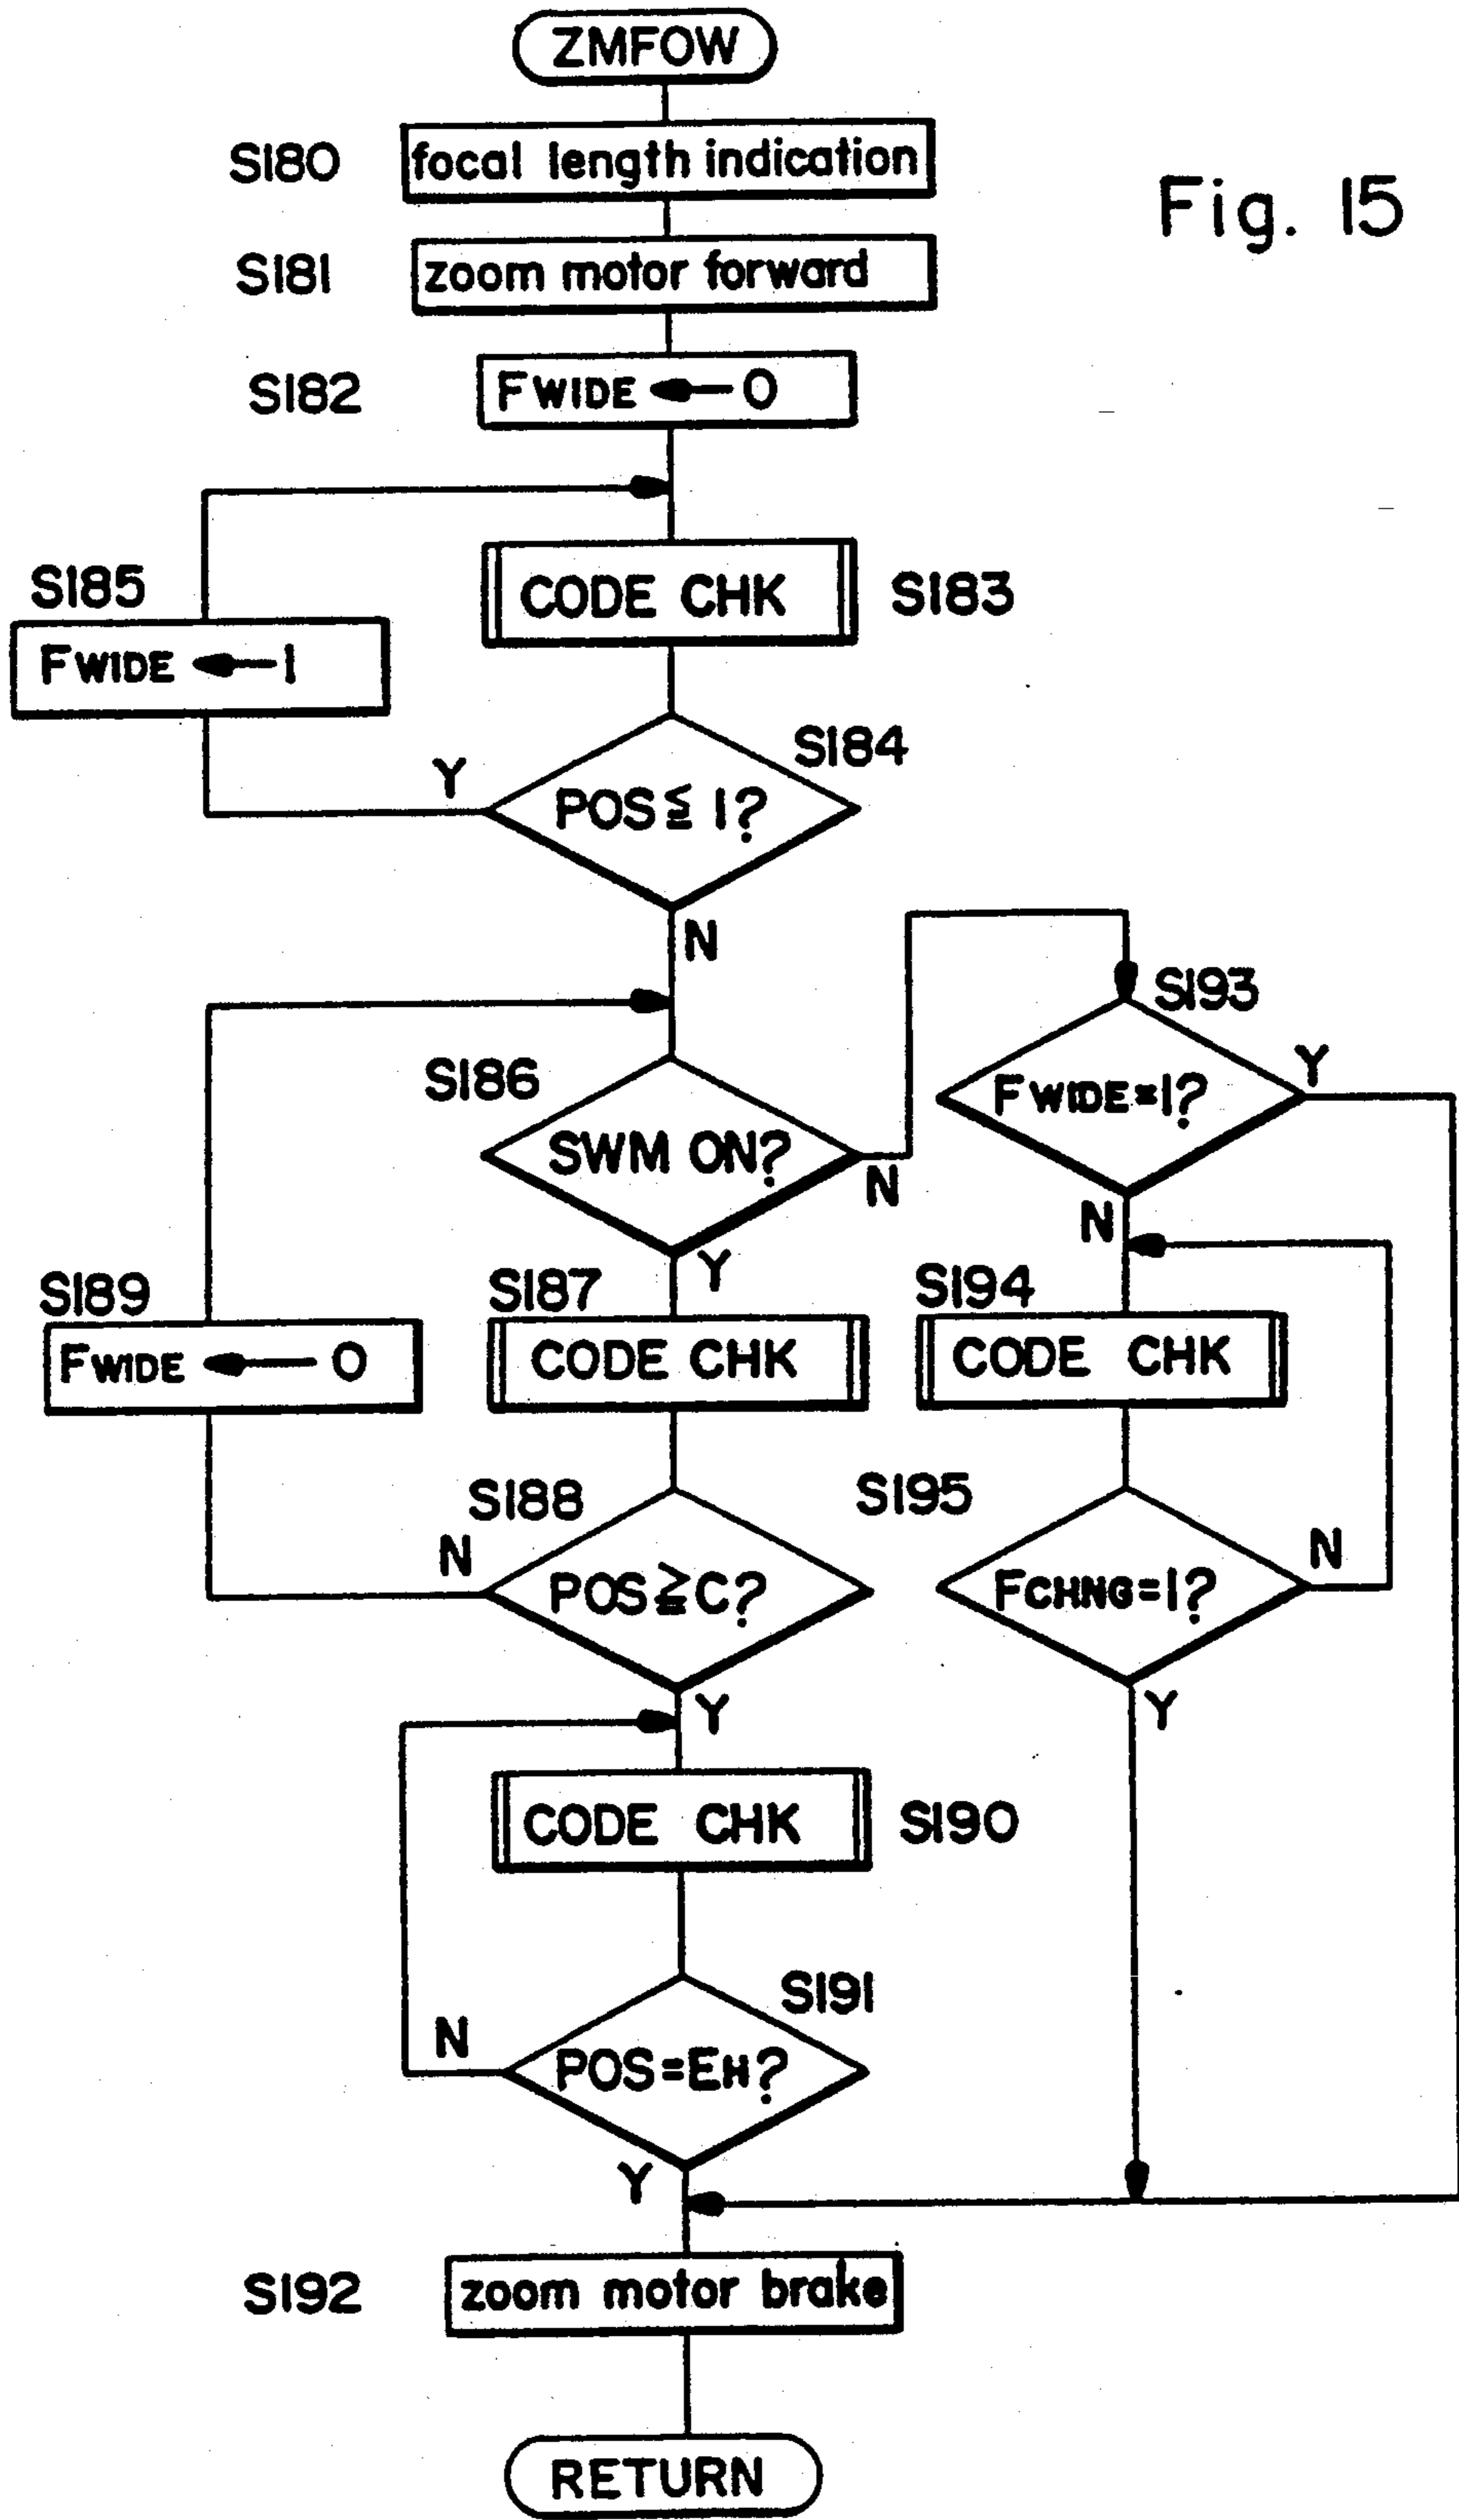 ZMFOW
S180
focal length indication
Fig. 15
S181
zoom motor forward
S182
FWIDE ← 0
S185
CODE CHK
S183
FWIDE ← 1
S184
Y
POS ≦ 1?
N
S193
S186
Y
FWIDE=1?
SWM ON?
N
N
Y
S189
S187
S194
FWIDE ← 0
CODE CHK
CODE CHK
S188
S195
N
N
POS≧C?
FCHNG=1?
Y
Y
CODE CHK
S190
S191
N
POS=EH?
Y
S192
zoom motor brake
RETURN